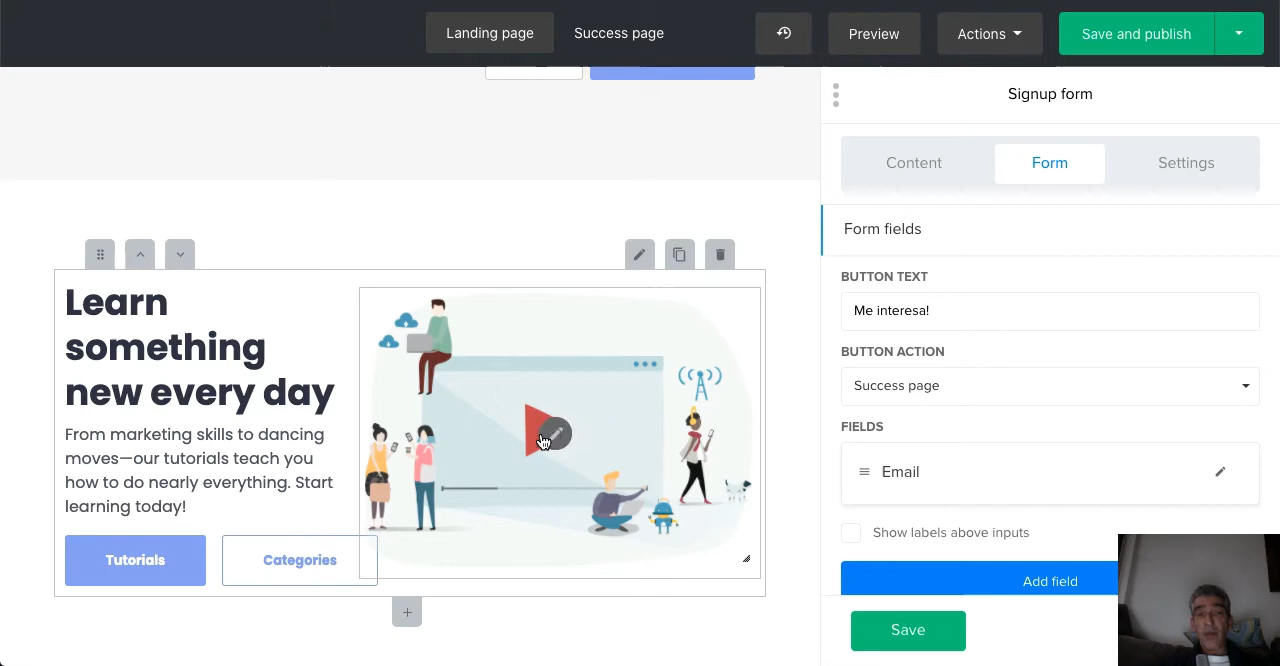 Landing page
Success page
Preview
Actions
Save and publish
Signup form
Content
Form
Settings
Form fields
BUTTON TEXT
Me interesa!
BUTTON ACTION
Success page
FIELDS
Email
Show labels above inputs
Add field
Save
Learn
something
new every day
From marketing skills to dancing
moves—our tutorials teach you
how to do nearly everything. Start
learning today!
Tutorials
Categories